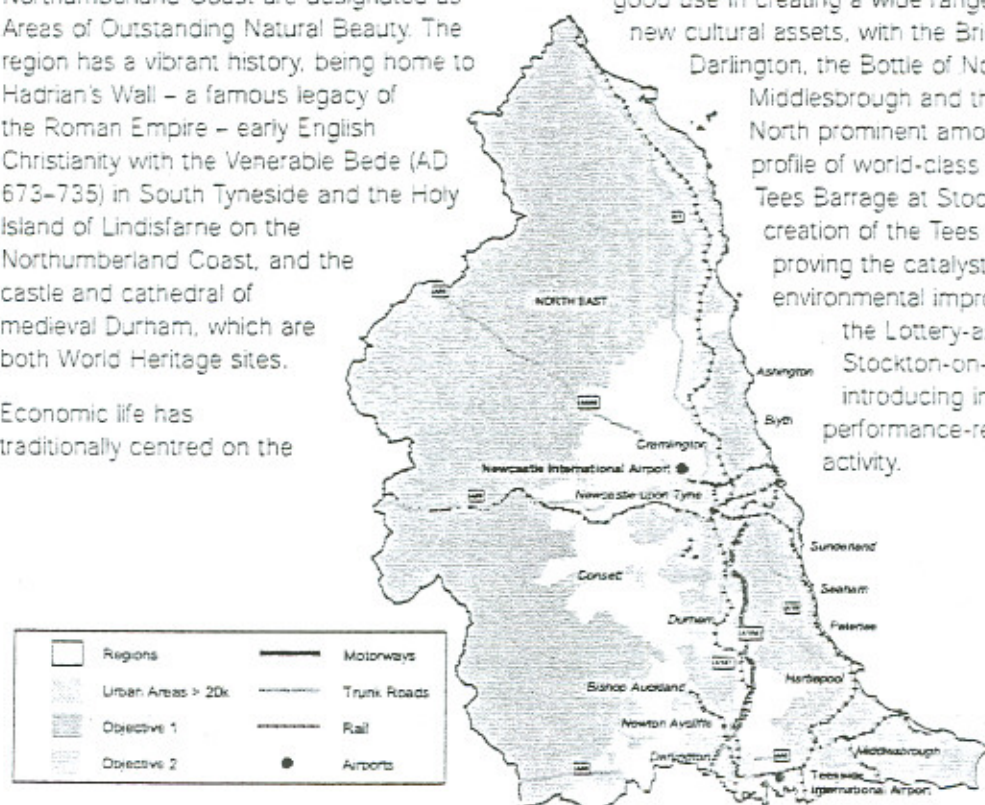 Northumberland Coast are designated as
Areas of Outstanding Natural Beauty. The
region has a vibrant history, being home to
Hadrian's Wall – a famous legacy of
the Roman Empire – early English
Christianity with the Venerable Bede (AD
673–735) in South Tyneside and the Holy
Island of Lindisfarne on the
Northumberland Coast, and the
castle and cathedral of
medieval Durham, which are
both World Heritage sites.
Economic life has
traditionally centred on the
good use in creating a wide range
new cultural assets, with the Bri
Darlington, the Bottle of No
Middlesbrough and th
North prominent amo
profile of world-class
Tees Barrage at Stoc
creation of the Tees
proving the catalyst
environmental impro
the Lottery-a
Stockton-on-
introducing in
performance-re
activity.
NORTH EAST
Ashington
Blyth
Cramlington
Newcastle International Airport
Newcastle upon Tyne
Sunderland
Consett
Seaham
Durham
Peterlee
Hartlepool
Bishop Auckland
Newton Aycliffe
Darlington
Middlesbrough
Teesside
International Airport
Regions
Urban Areas > 20k
Objective 1
Objective 2
Motorways
Trunk Roads
Rail
Airports